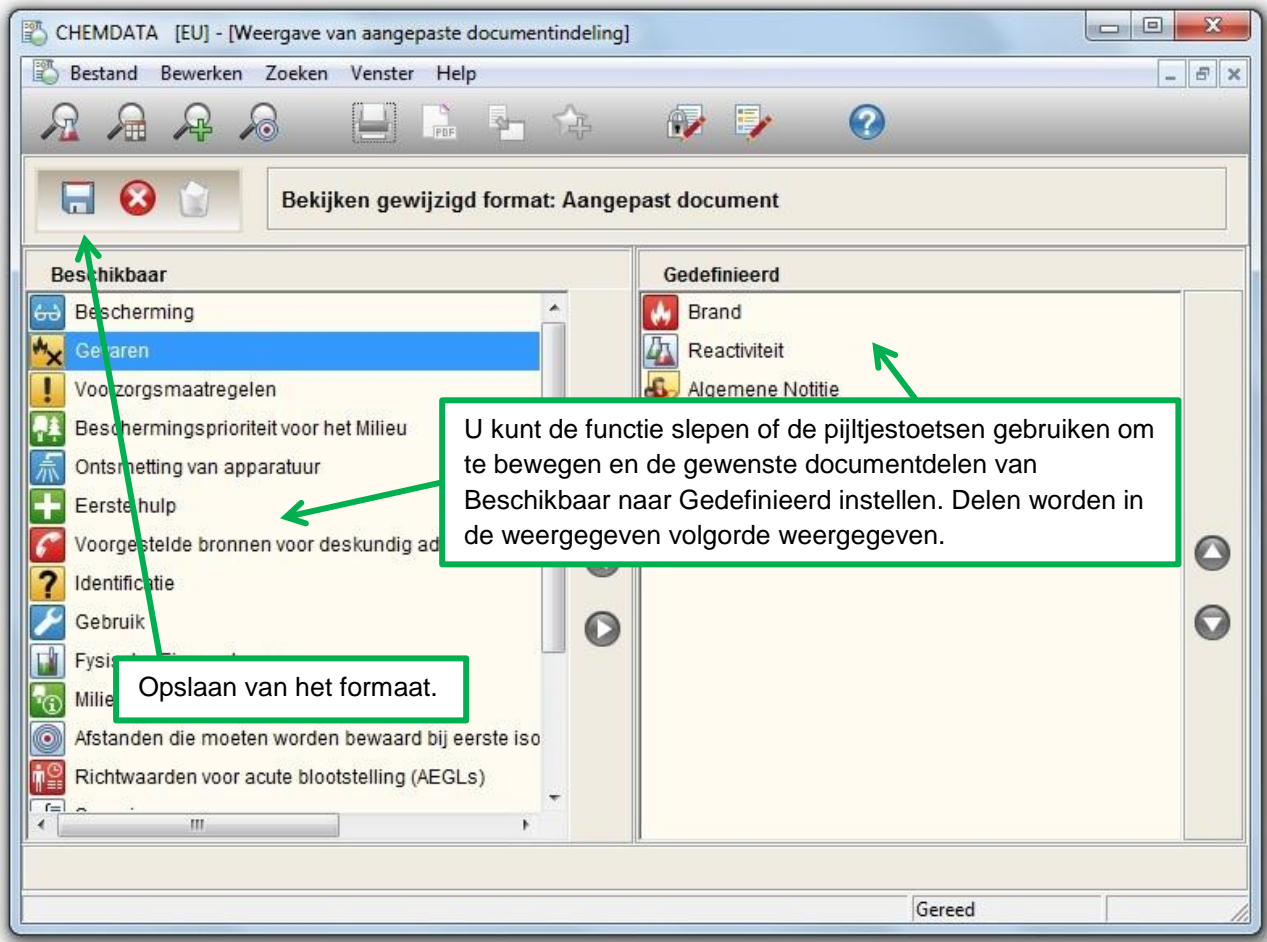 CHEMDATA [EU] - [Weergave van aangepaste documentindeling]
Bestand Bewerken Zoeken Venster Help
PDF
Bekijken gewijzigd format: Aangepast document
Beschikbaar
Bescherming
Gevaren
Voorzorgsmaatregelen
Beschermingsprioriteit voor het Milieu
Ontsmetting van apparatuur
Eerste hulp
Voorgestelde bronnen voor deskundig ad
Identificatie
Gebruik
Milie
Afstanden die moeten worden bewaard bij eerste iso
Richtwaarden voor acute blootstelling (AEGLs)
Gedefinieerd
Brand
Reactiviteit
Algemene Notitie
U kunt de functie slepen of de pijltjestoetsen gebruiken om
te bewegen en de gewenste documentdelen van
Beschikbaar naar Gedefinieerd instellen. Delen worden in
de weergegeven volgorde weergegeven.
Opslaan van het formaat.
Gereed